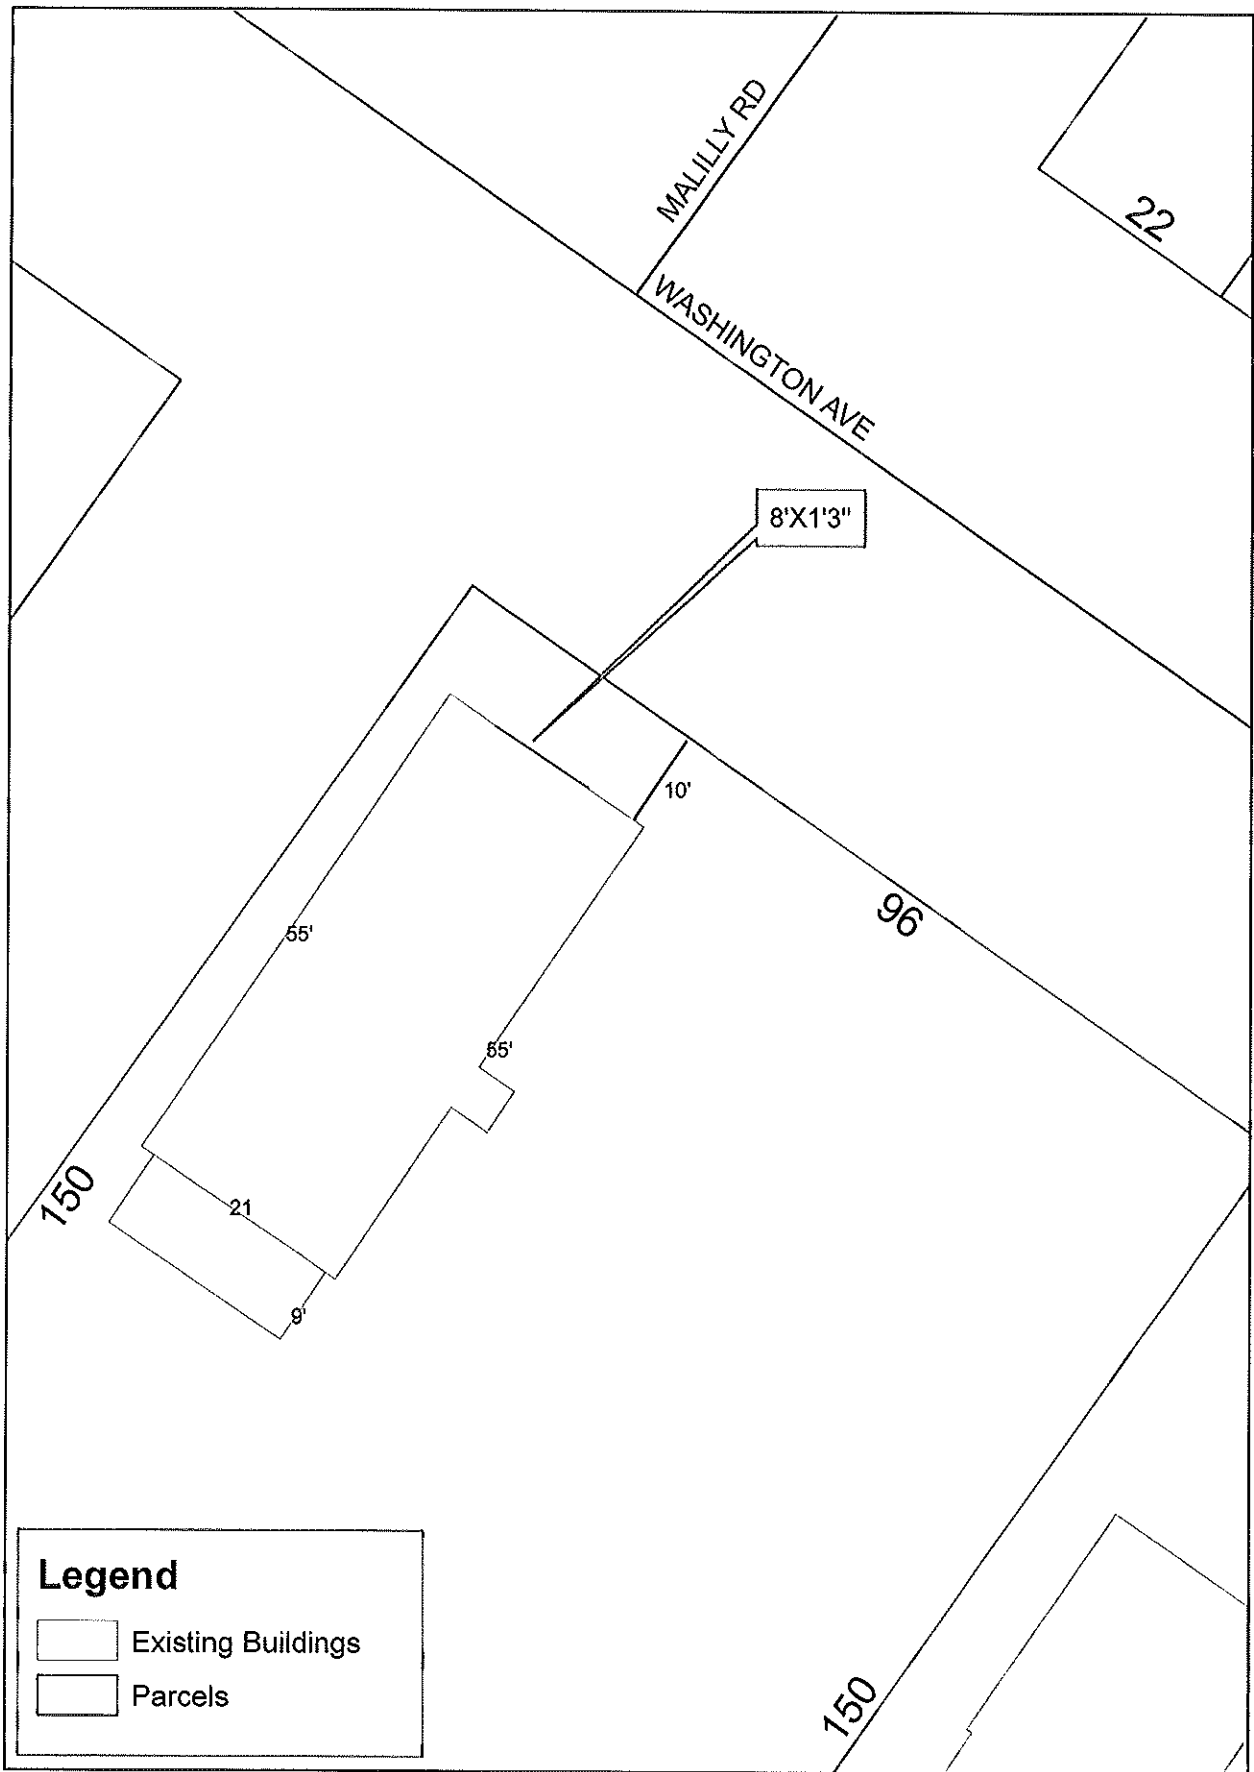 MALILLY RD
22
WASHINGTON AVE
8'X1'3"
10'
96
55'
55'
150
21
9'
Legend
Existing Buildings
Parcels
150